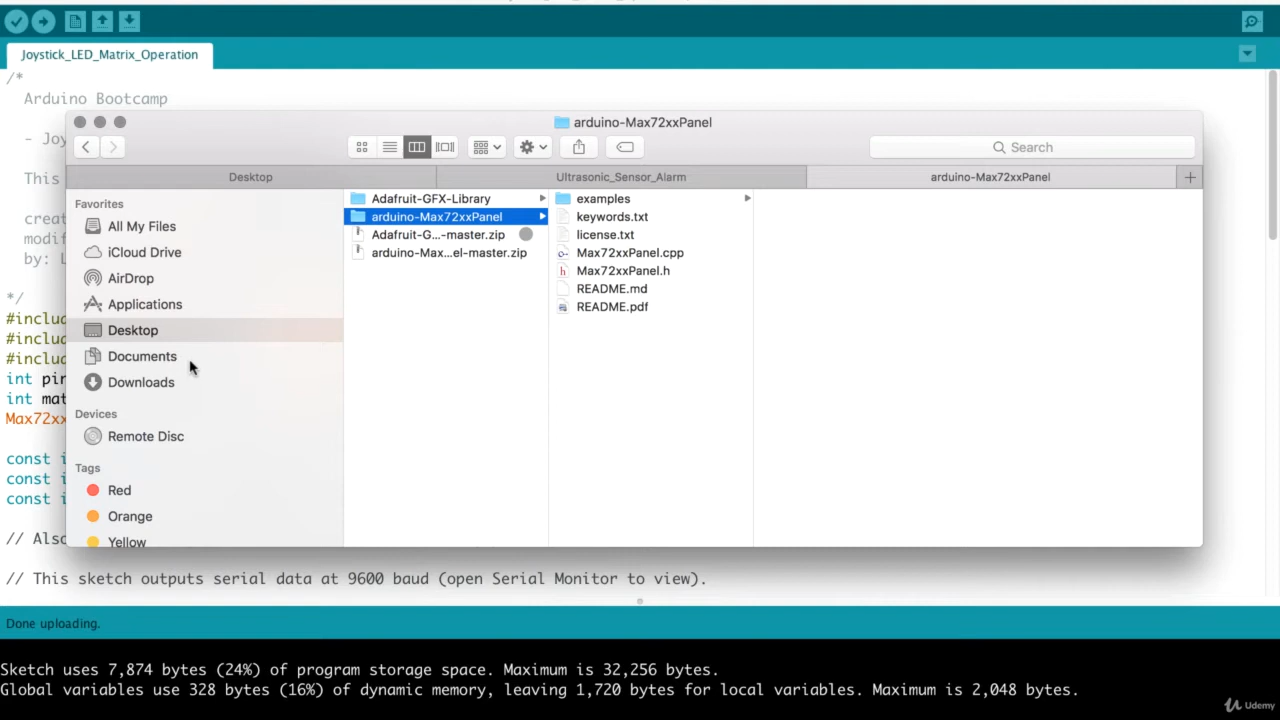 Joystick_LED_Matrix_Operation
/*
Arduino Bootcamp
arduino-Max72xxPanel
- Joy
Search
Desktop
Ultrasonic_Sensor_Alarm
arduino-Max72xxPanel
This
Favorites
All My Files
iCloud Drive
AirDrop
Applications
Desktop
Documents
Downloads
Devices
Remote Disc
Tags
Red
Orange
Yellow
Adafruit-GFX-Library
arduino-Max72xxPanel
Adafruit-G...-master.zip
arduino-Max...el-master.zip
examples
keywords.txt
license.txt
Max72xxPanel.cpp
Max72xxPanel.h
README.md
README.pdf
crea
modif
by: L
*/
#inclu
#inclu
#inclu
int pin
int mat
Max72xx
const i
const i
const i
// Also
// This sketch outputs serial data at 9600 baud (open Serial Monitor to view).
Done uploading.
Sketch uses 7,874 bytes (24%) of program storage space. Maximum is 32,256 bytes.
Global variables use 328 bytes (16%) of dynamic memory, leaving 1,720 bytes for local variables. Maximum is 2,048 bytes.
Udemy